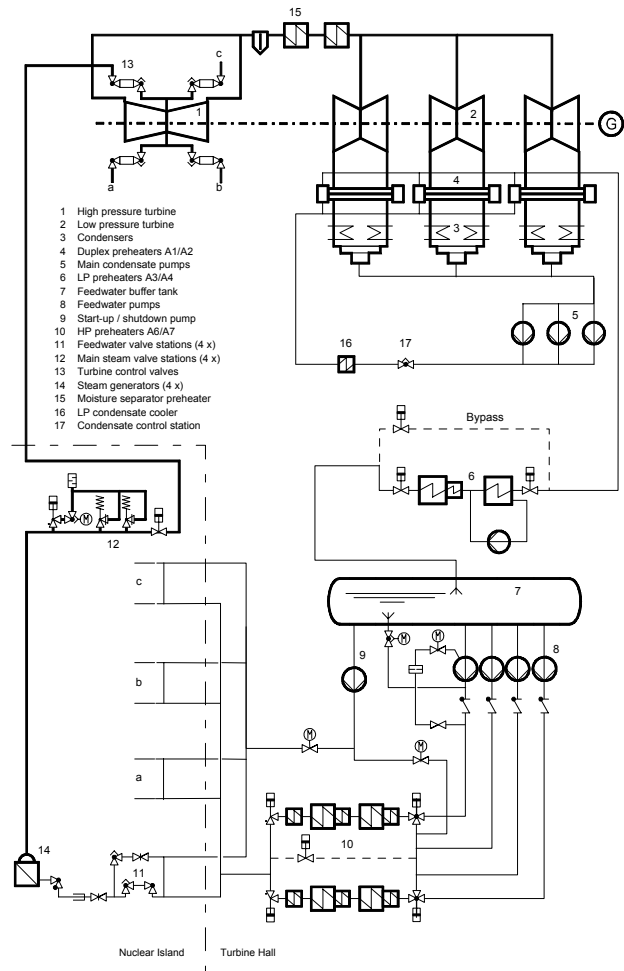 15
13
c
1
2
G
a
b
4
3
1 High pressure turbine
2 Low pressure turbine
3 Condensers
4 Duplex preheaters A1/A2
5 Main condensate pumps
6 LP preheaters A3/A4
7 Feedwater buffer tank
8 Feedwater pumps
9 Start-up / shutdown pump
10 HP preheaters A6/A7
11 Feedwater valve stations (4 x)
12 Main steam valve stations (4 x)
13 Turbine control valves
14 Steam generators (4 x)
15 Moisture separator preheater
16 LP condensate cooler
17 Condensate control station
5
16
17
Bypass
6
M
12
c
7
M
M
9
8
b
M
M
a
10
14
11
Nuclear Island
Turbine Hall